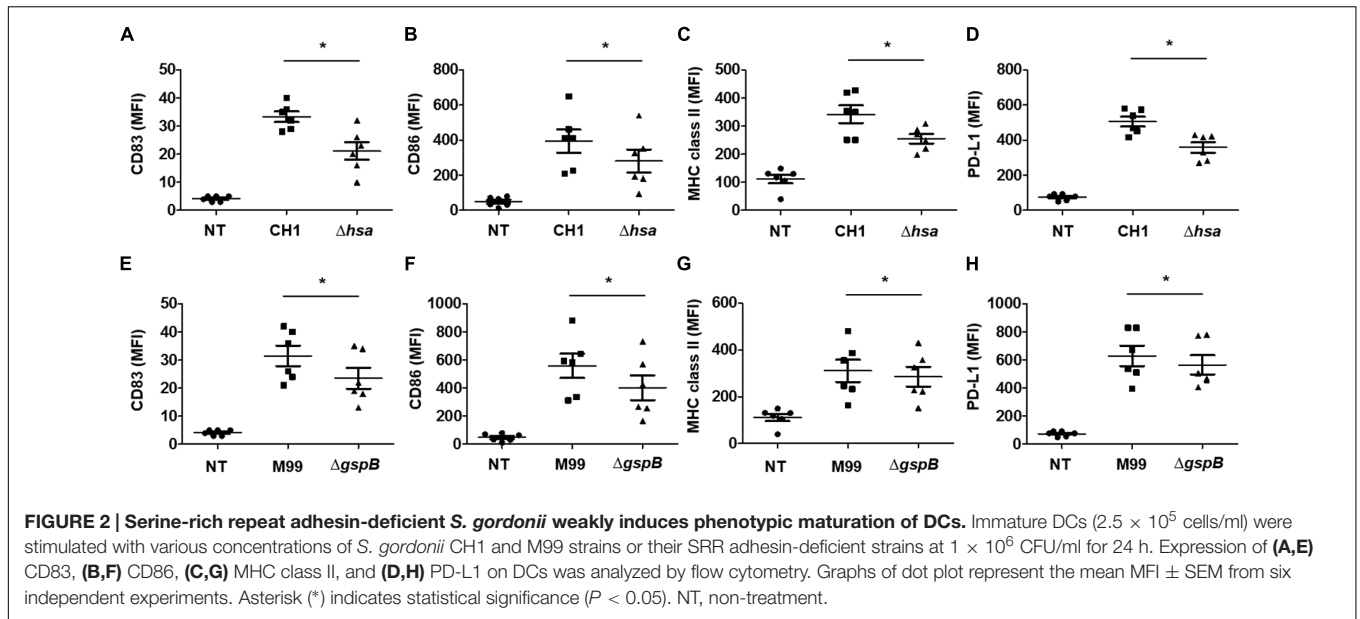 A
B
C
D
* * * *
CD83 (MFI)
50
40
30
20
10
0
NT CH1 Δhsa
CD86 (MFI)
800
600
400
200
0
NT CH1 Δhsa
MHC class II (MFI)
500
400
300
200
100
0
NT CH1 Δhsa
PD-L1 (MFI)
800
600
400
200
0
NT CH1 Δhsa
E
F
G
H
* * * *
CD83 (MFI)
50
40
30
20
10
0
NT M99 ΔgspB
CD86 (MFI)
1000
800
600
400
200
0
NT M99 ΔgspB
MHC class II (MFI)
600
400
200
0
NT M99 ΔgspB
PD-L1 (MFI)
1000
800
600
400
200
0
NT M99 ΔgspB
FIGURE 2 | Serine-rich repeat adhesin-deficient S. gordonii weakly induces phenotypic maturation of DCs. Immature DCs (2.5 × 10⁵ cells/ml) were
stimulated with various concentrations of S. gordonii CH1 and M99 strains or their SRR adhesin-deficient strains at 1 × 10⁶ CFU/ml for 24 h. Expression of (A,E)
CD83, (B,F) CD86, (C,G) MHC class II, and (D,H) PD-L1 on DCs was analyzed by flow cytometry. Graphs of dot plot represent the mean MFI ± SEM from six
independent experiments. Asterisk (*) indicates statistical significance (P < 0.05). NT, non-treatment.